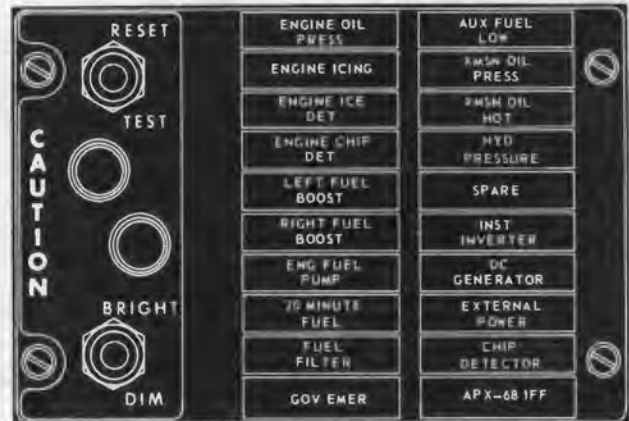 RESET
TEST
CAUTION
BRIGHT
DIM
ENGINE OIL
PRESS
ENGINE ICING
ENGINE ICE
DET
ENGINE CHIP
DET
LEFT FUEL
BOOST
RIGHT FUEL
BOOST
ENG FUEL
PUMP
20 MINUTE
FUEL
FUEL
FILTER
GOV EMER
AUX FUEL
LOW
XMSN OIL
PRESS
XMSN OIL
HOT
HYD
PRESSURE
SPARE
INST
INVERTER
DC
GENERATOR
EXTERNAL
POWER
CHIP
DETECTOR
APX-68 IFF